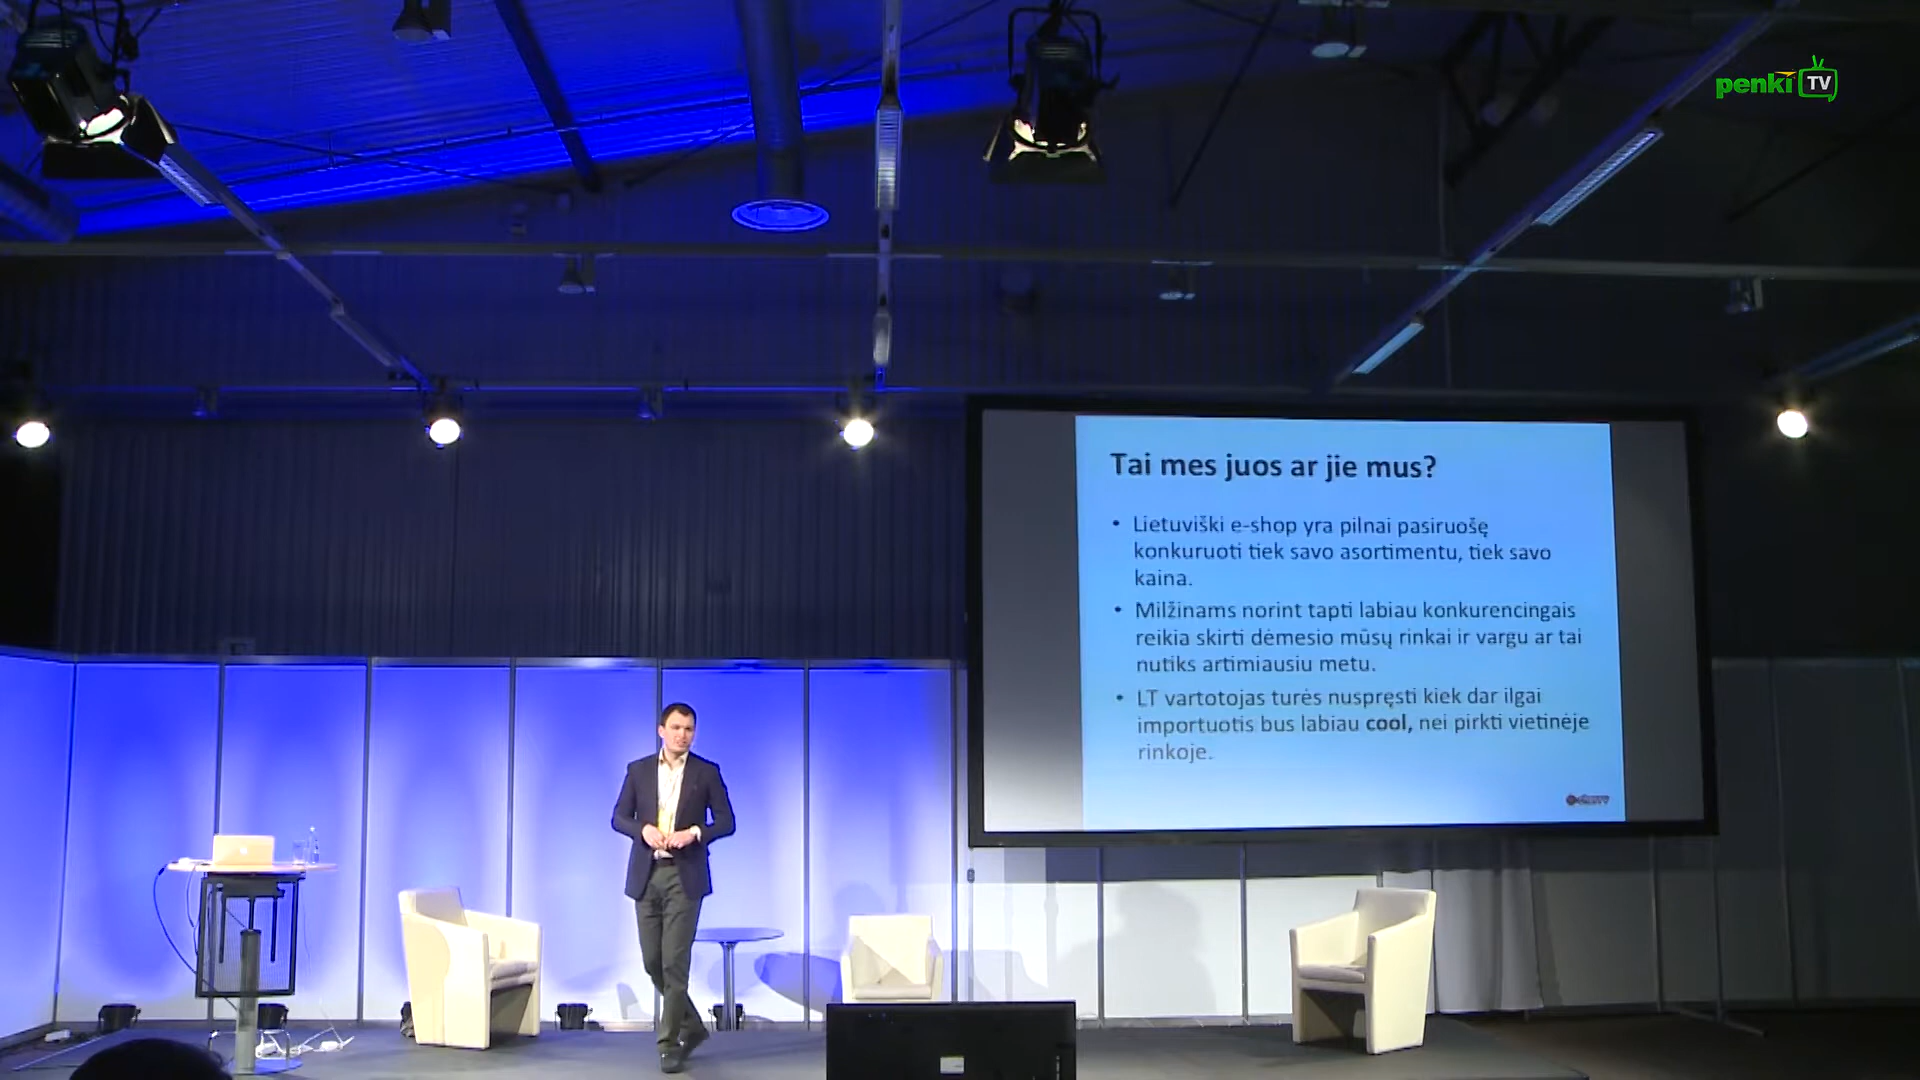 penki TV
Tai mes juos ar jie mus?
• Lietuviški e-shop yra pilnai pasiruošę
konkuruoti tiek savo asortimentu, tiek savo
kaina.
• Milžinams norint tapti labiau konkurencingais
reikia skirti dėmesio mūsų rinkai ir vargu ar tai
nutiks artimiausiu metu.
• LT vartotojas turės nuspręsti kiek dar ilgai
importuotis bus labiau cool, nei pirkti vietinėje
rinkoje.